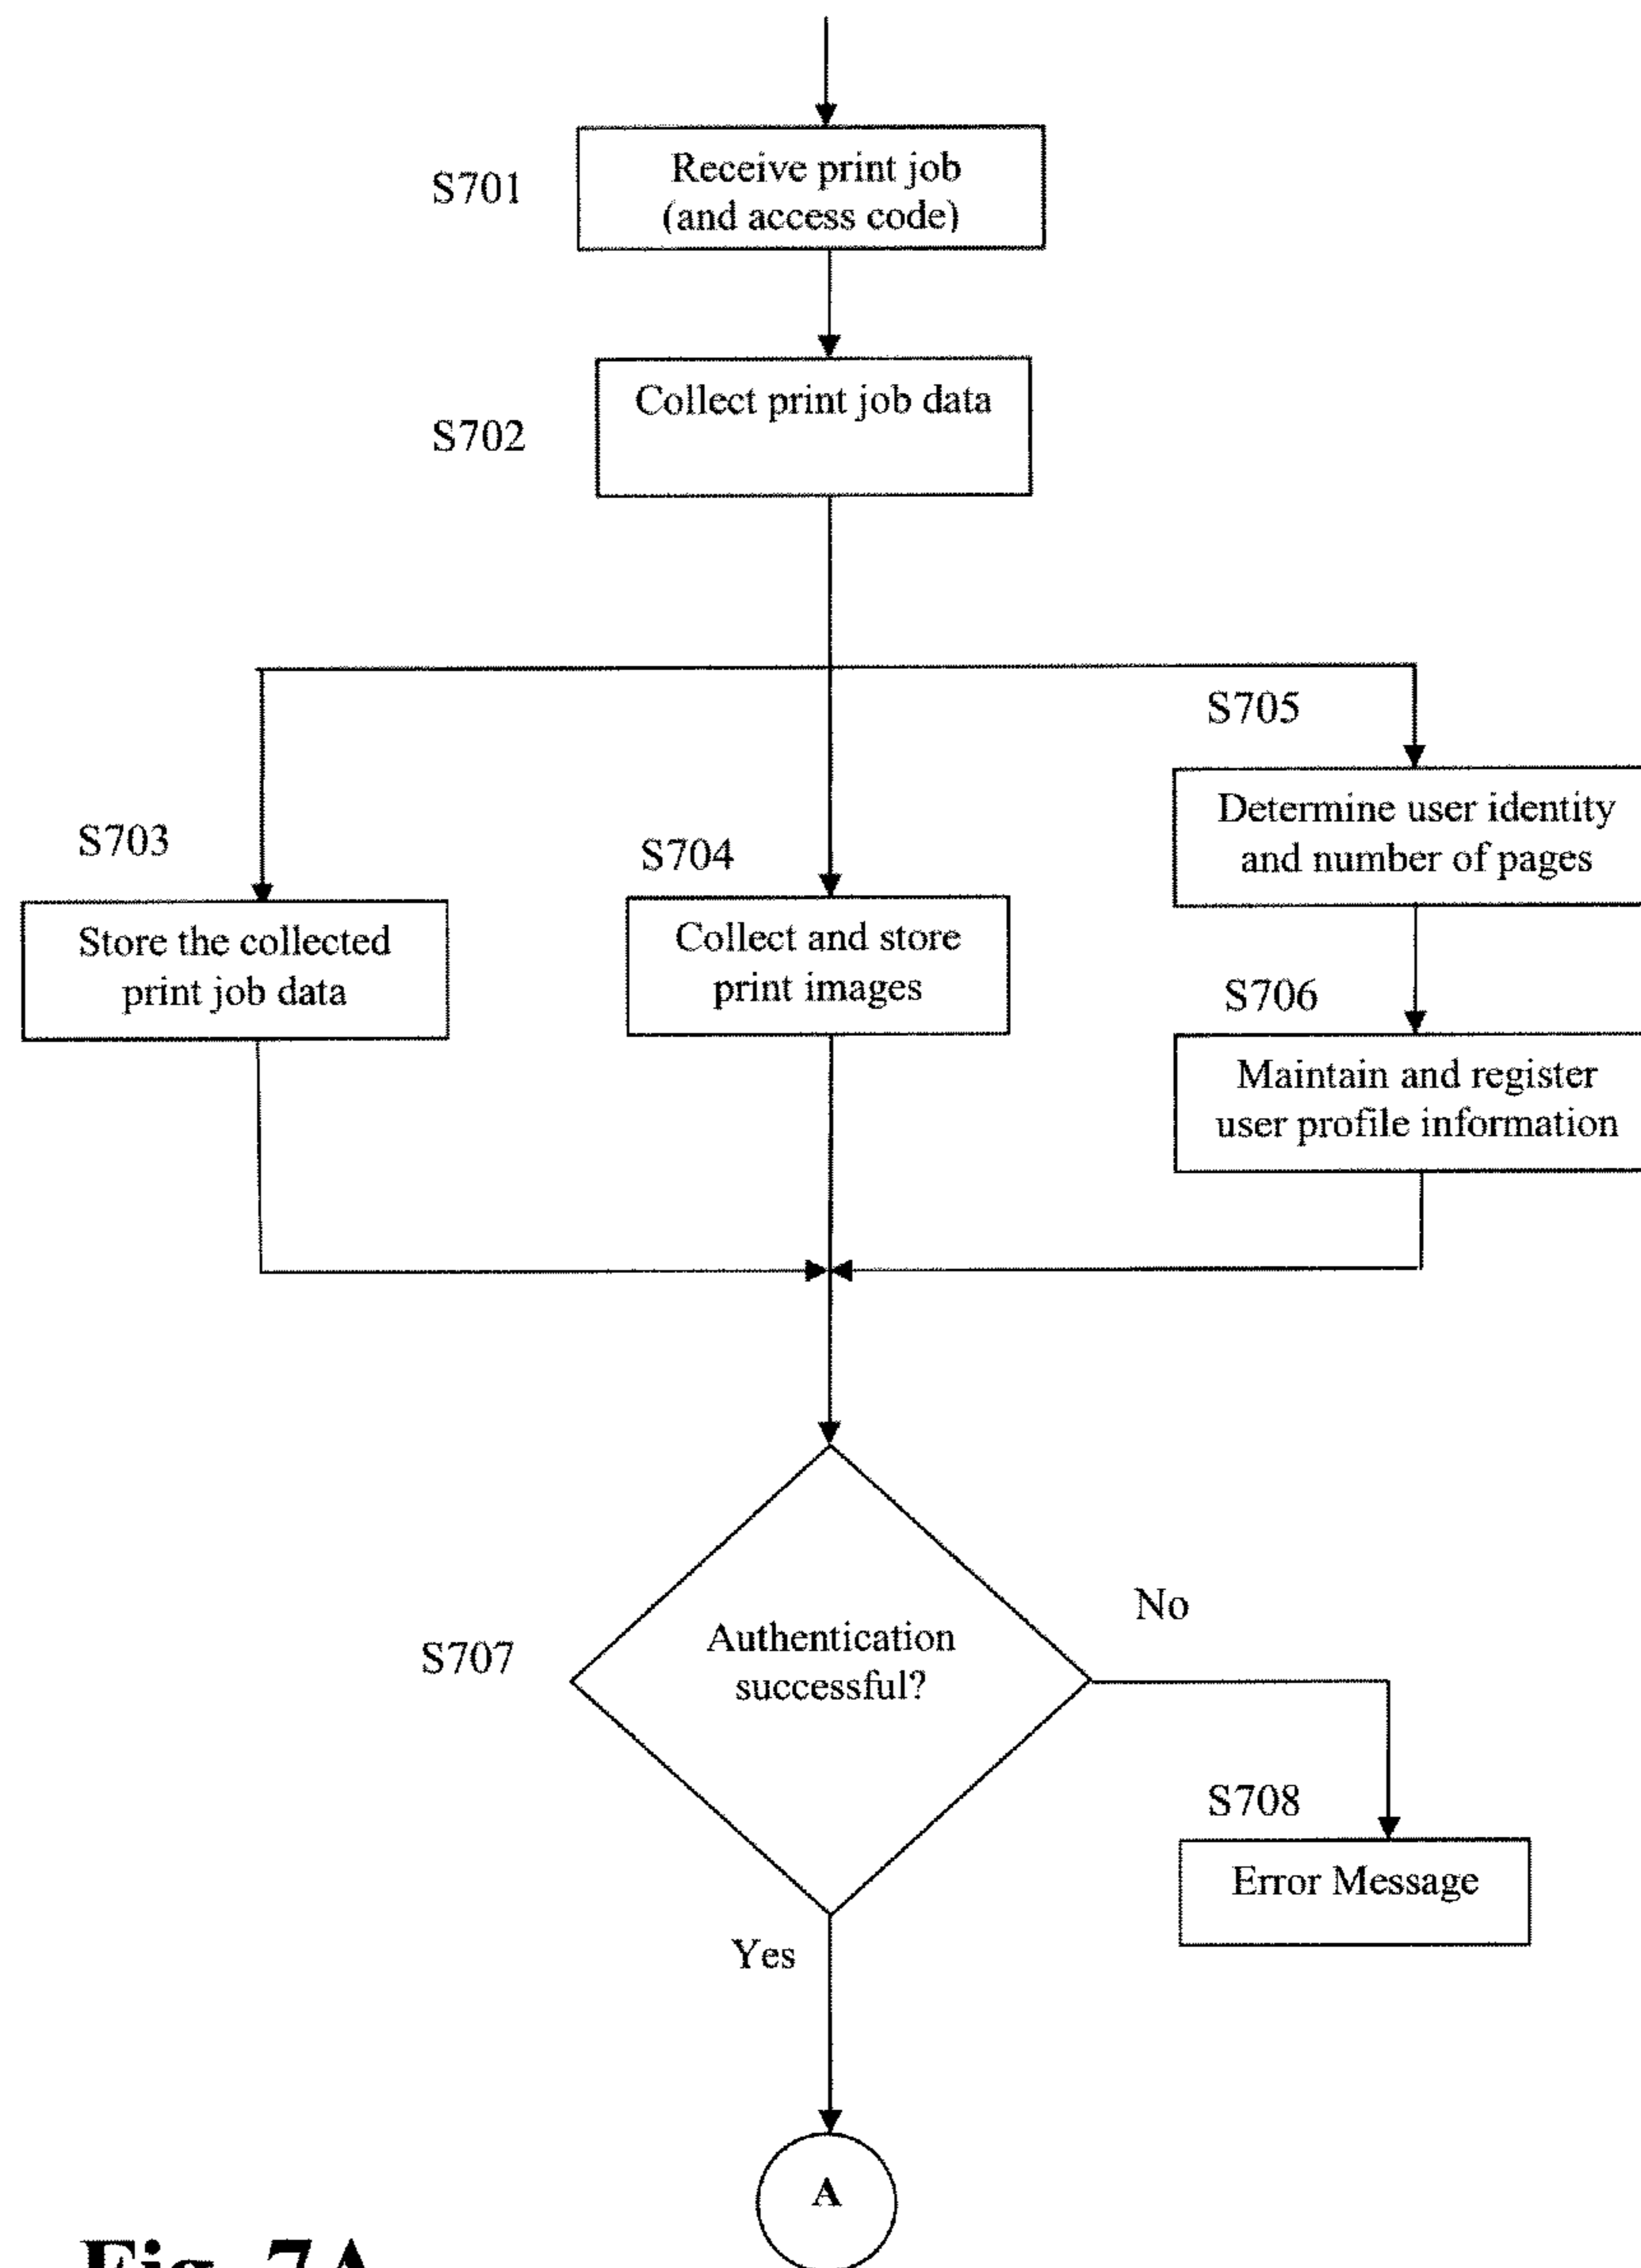 S701
Receive print job
(and access code)
S702
Collect print job data
S705
Determine user identity
and number of pages
S703
Store the collected
print job data
S704
Collect and store
print images
S706
Maintain and register
user profile information
S707
Authentication
successful?
No
S708
Error Message
Yes
A
Fig. 7A